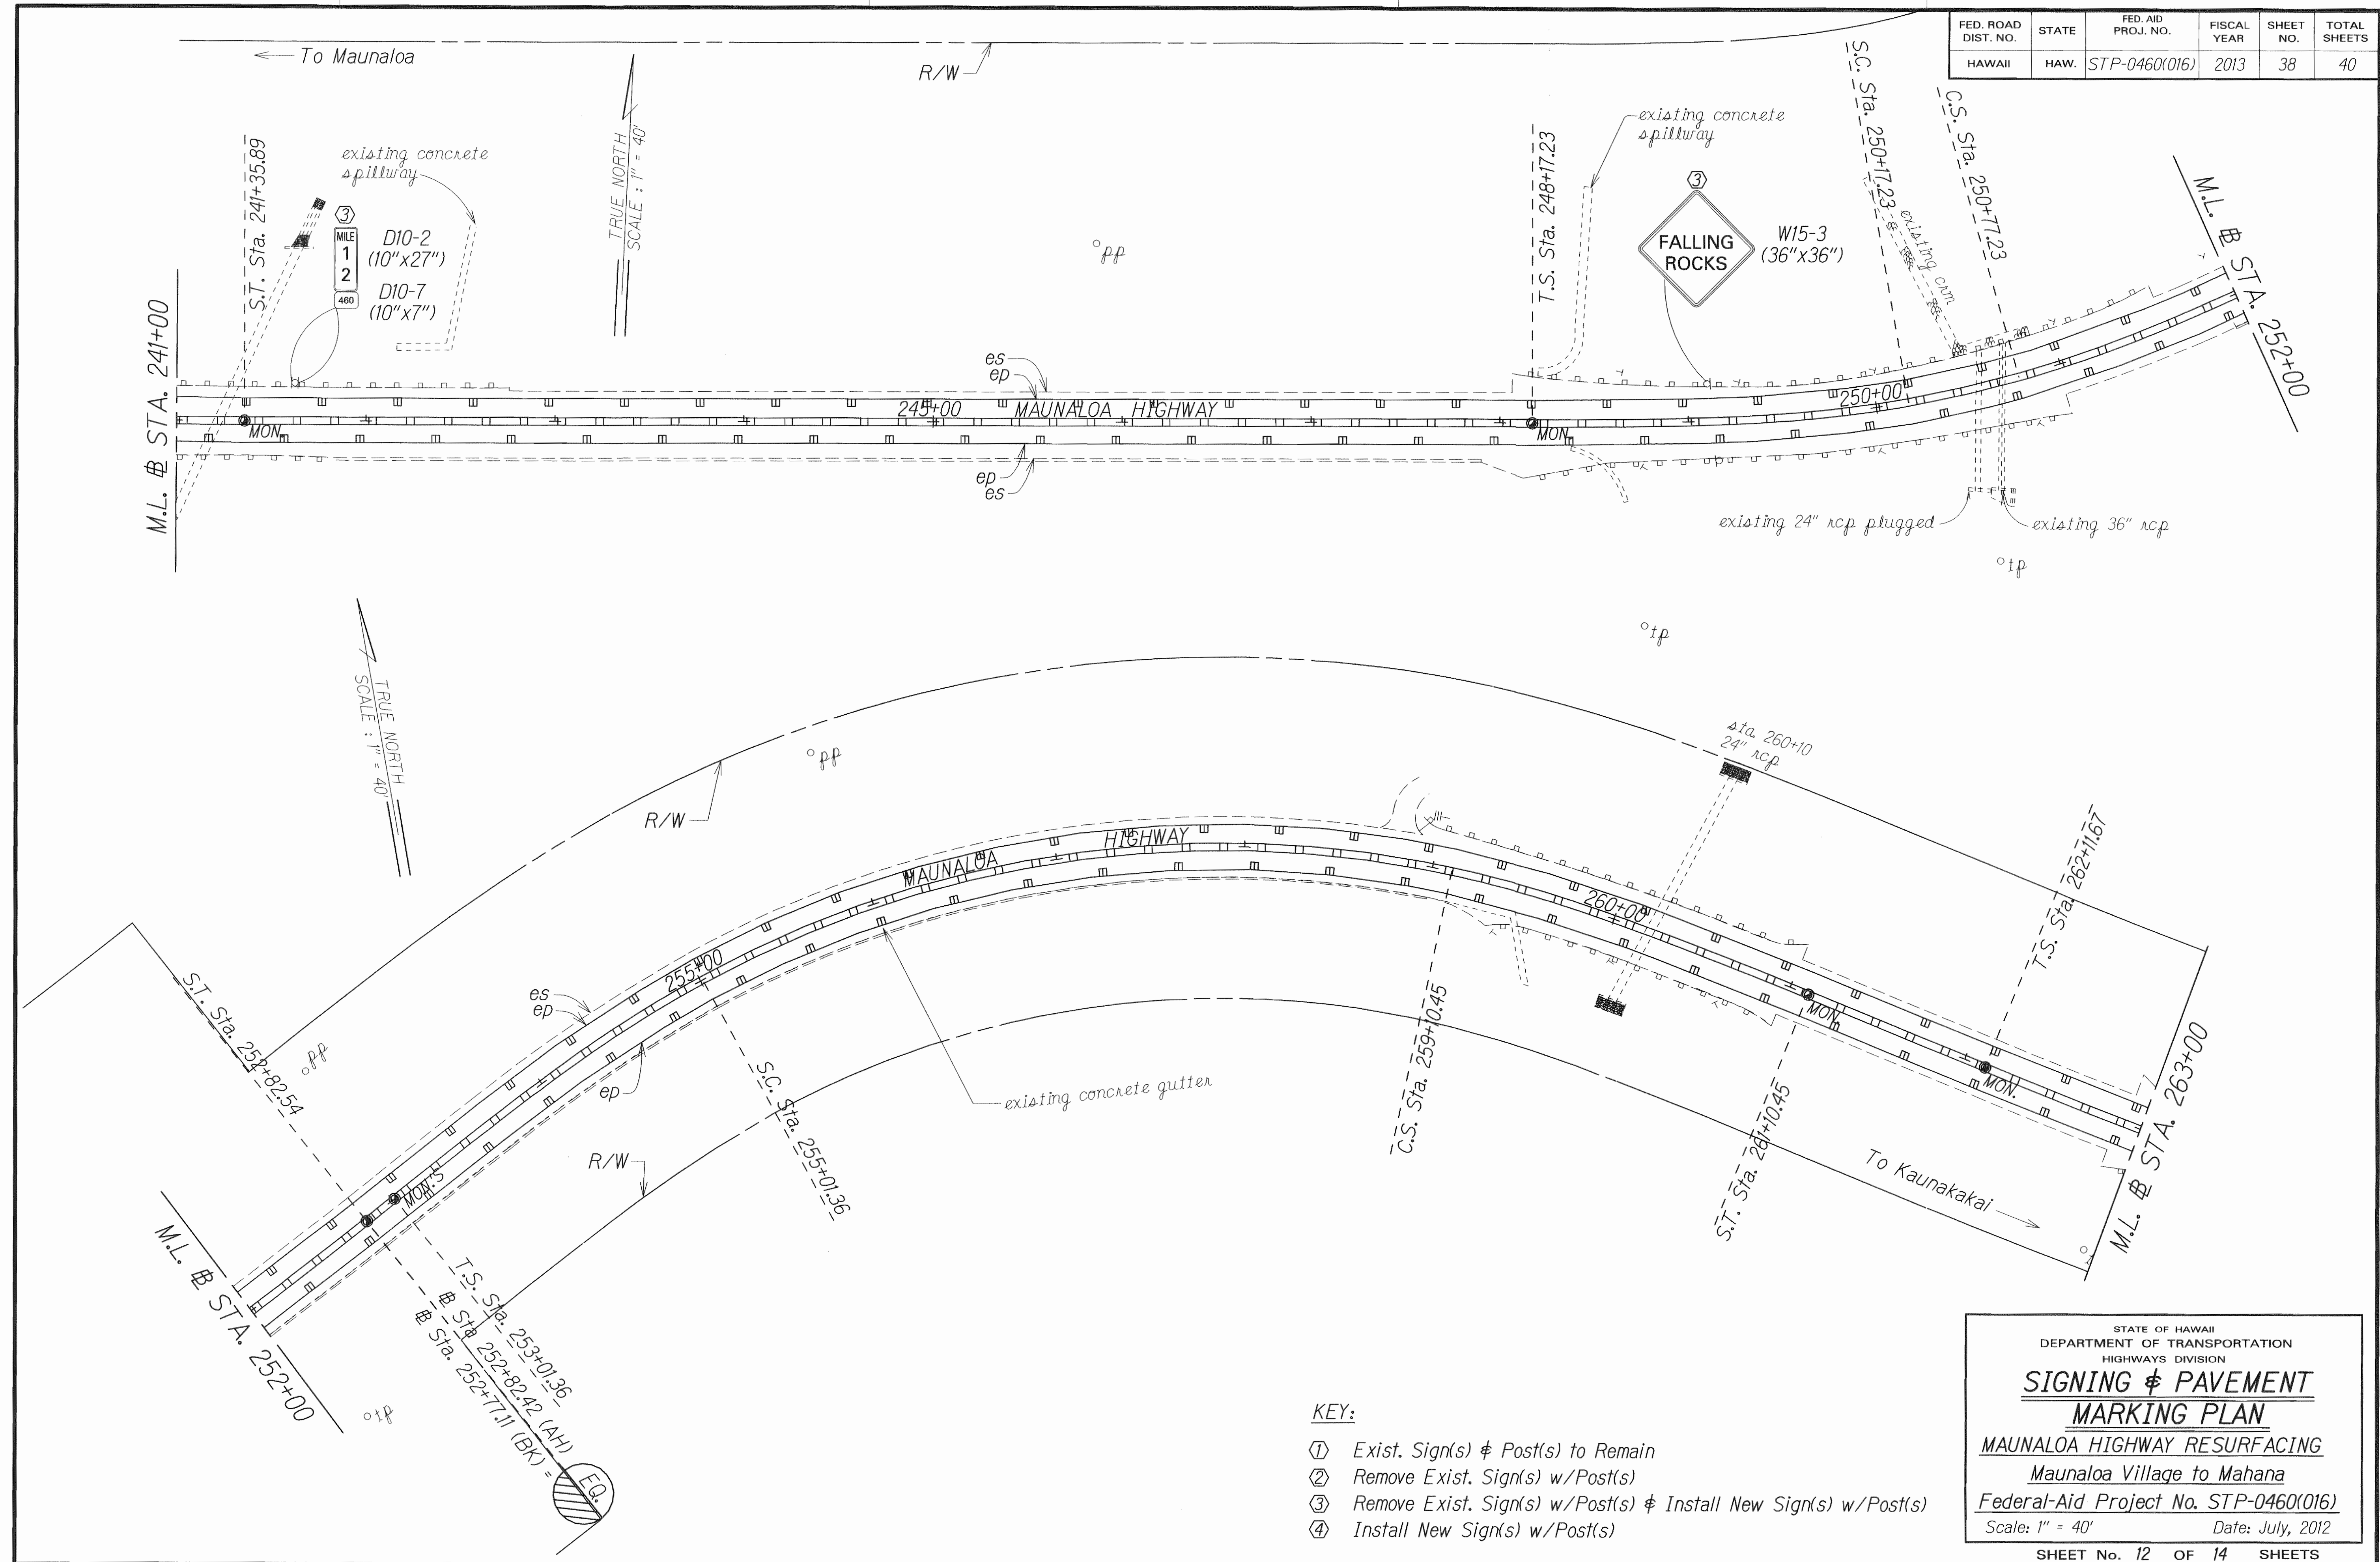 FED. ROAD DIST. NO.
STATE
FED. AID PROJ. NO.
FISCAL YEAR
SHEET NO.
TOTAL SHEETS
HAWAII
HAW.
STP-0460(016)
2013
38
40
To Maunaloa
R/W
TRUE NORTH
SCALE : 1" = 40'
S.T. Sta. 241+35.89
existing concrete
spillway
3
MILE
1
2
460
D10-2
(10"x27")
D10-7
(10"x7")
pp
T.S. Sta. 248+17.23
existing concrete
spillway
3
FALLING
ROCKS
W15-3
(36"x36")
S.C. Sta. 250+17.23
existing crm
C.S. Sta. 250+77.23
M.L. B STA. 252+00
M.L. B STA. 241+00
MON.
es
ep
245+00
MAUNALOA HIGHWAY
250+00
MON.
ep
es
existing 24" rcp plugged
existing 36" rcp
tp
TRUE NORTH
SCALE : 1" = 40'
tp
pp
R/W
sta. 260+10
24" rcp
MAUNALOA HIGHWAY
255+00
260+00
T.S. Sta. 262+11.67
es
ep
S.T. Sta. 252+82.54
pp
ep
existing concrete gutter
S.C. Sta. 255+01.36
C.S. Sta. 259+10.45
MON.
MON.
S.T. Sta. 261+10.45
To Kaunakakai
M.L. B STA. 263+00
R/W
MON.'S
M.L. B STA. 252+00
tp
T.S. Sta. 253+01.36
B Sta 252+82.42 (AH)
B Sta. 252+77.11 (BK) =
EQ.
KEY:
1 Exist. Sign(s) & Post(s) to Remain
2 Remove Exist. Sign(s) w/Post(s)
3 Remove Exist. Sign(s) w/Post(s) & Install New Sign(s) w/Post(s)
4 Install New Sign(s) w/Post(s)
STATE OF HAWAII
DEPARTMENT OF TRANSPORTATION
HIGHWAYS DIVISION
SIGNING & PAVEMENT
MARKING PLAN
MAUNALOA HIGHWAY RESURFACING
Maunaloa Village to Mahana
Federal-Aid Project No. STP-0460(016)
Scale: 1" = 40' Date: July, 2012
SHEET No. 12 OF 14 SHEETS